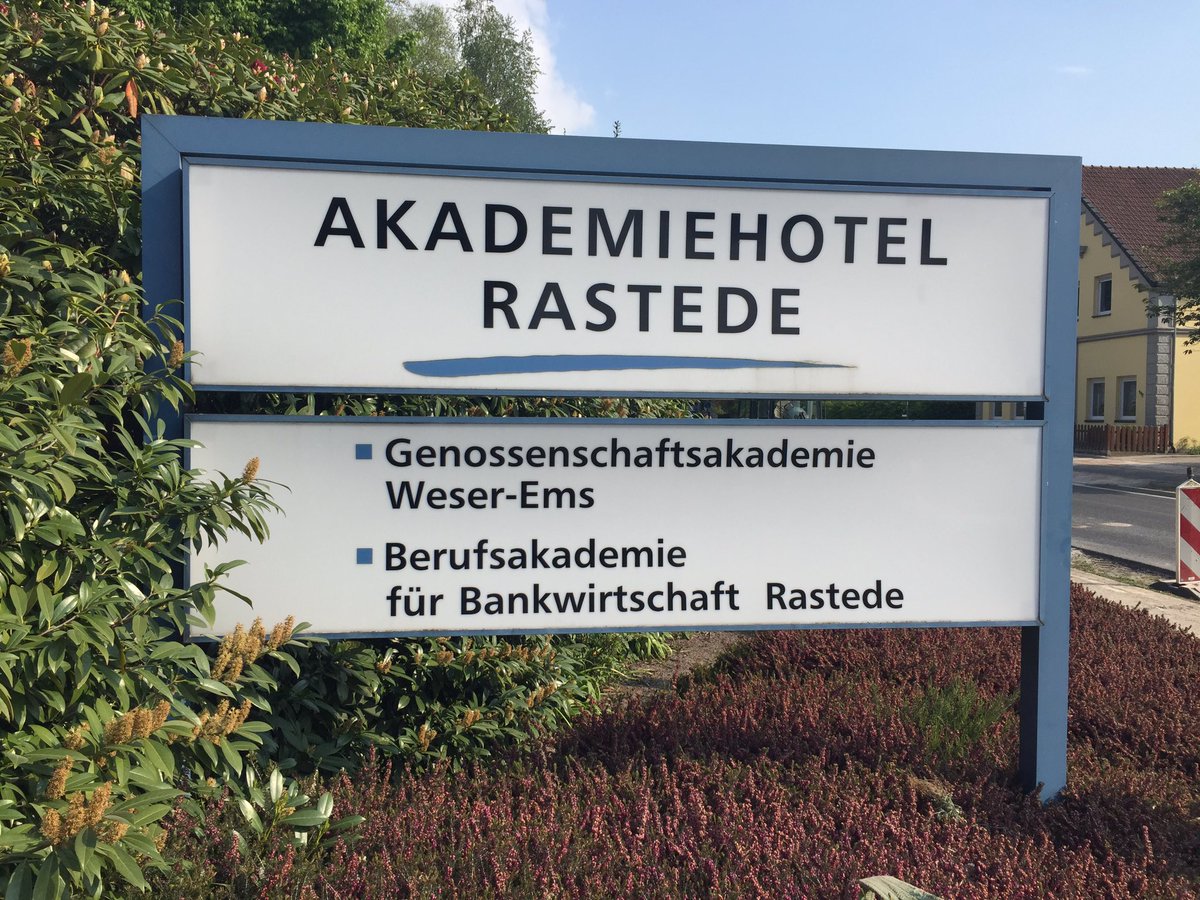 AKADEMIEHOTEL
RASTEDE
Genossenschaftsakademie
Weser-Ems
Berufsakademie
für Bankwirtschaft Rastede